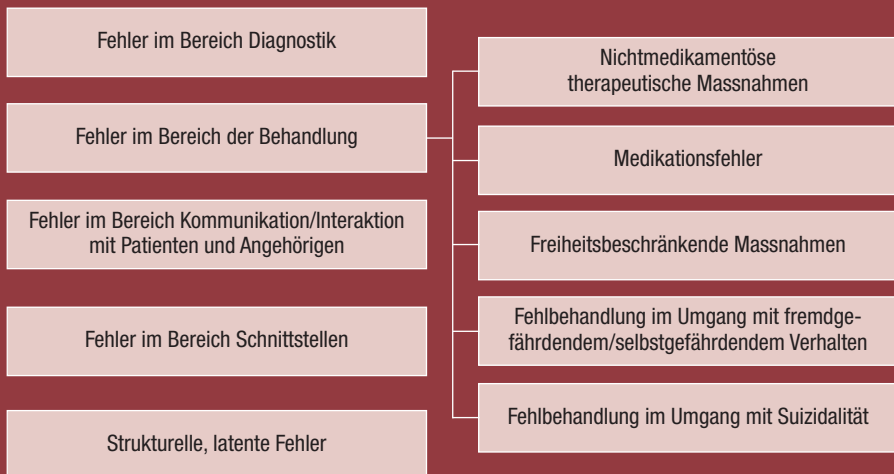 Fehler im Bereich Diagnostik
Fehler im Bereich der Behandlung
Fehler im Bereich Kommunikation/Interaktion
mit Patienten und Angehörigen
Fehler im Bereich Schnittstellen
Strukturelle, latente Fehler
Nichtmedikamentöse
therapeutische Massnahmen
Medikationsfehler
Freiheitsbeschränkende Massnahmen
Fehlbehandlung im Umgang mit fremdge-
fährdendem/selbstgefährdendem Verhalten
Fehlbehandlung im Umgang mit Suizidalität